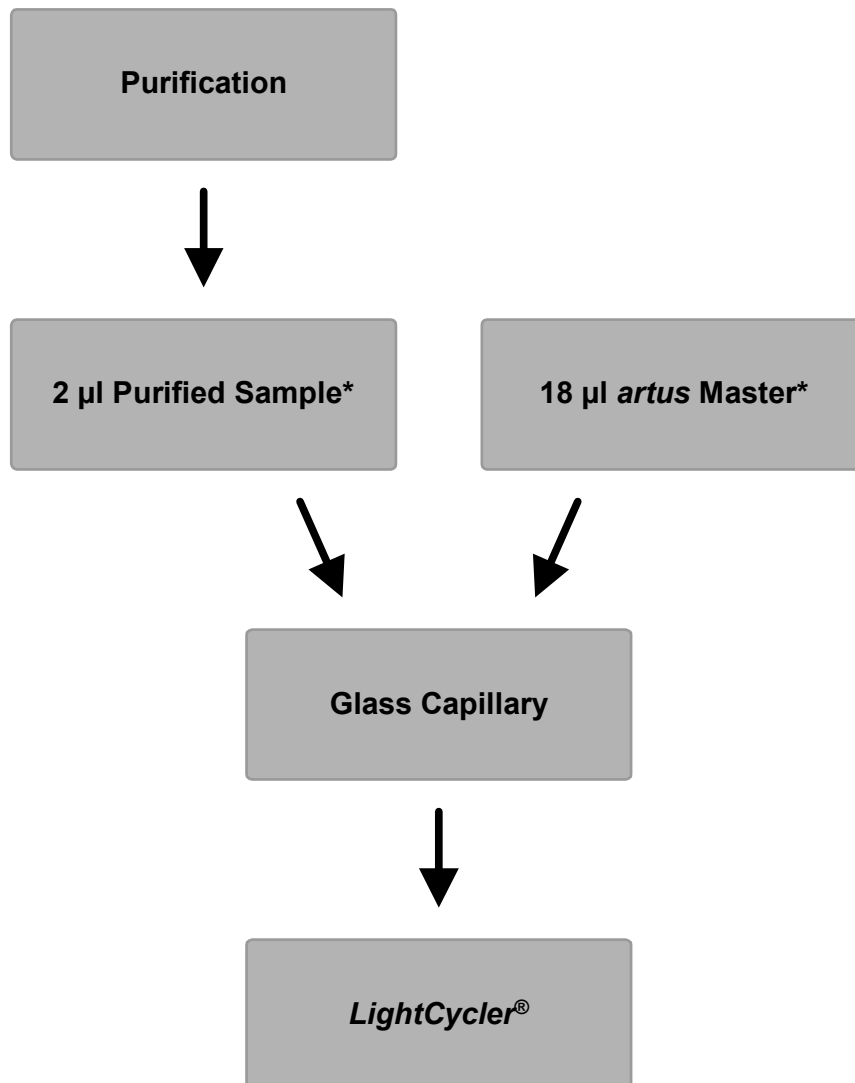 Purification
2 µl Purified Sample*
18 µl artus Master*
Glass Capillary
LightCycler®